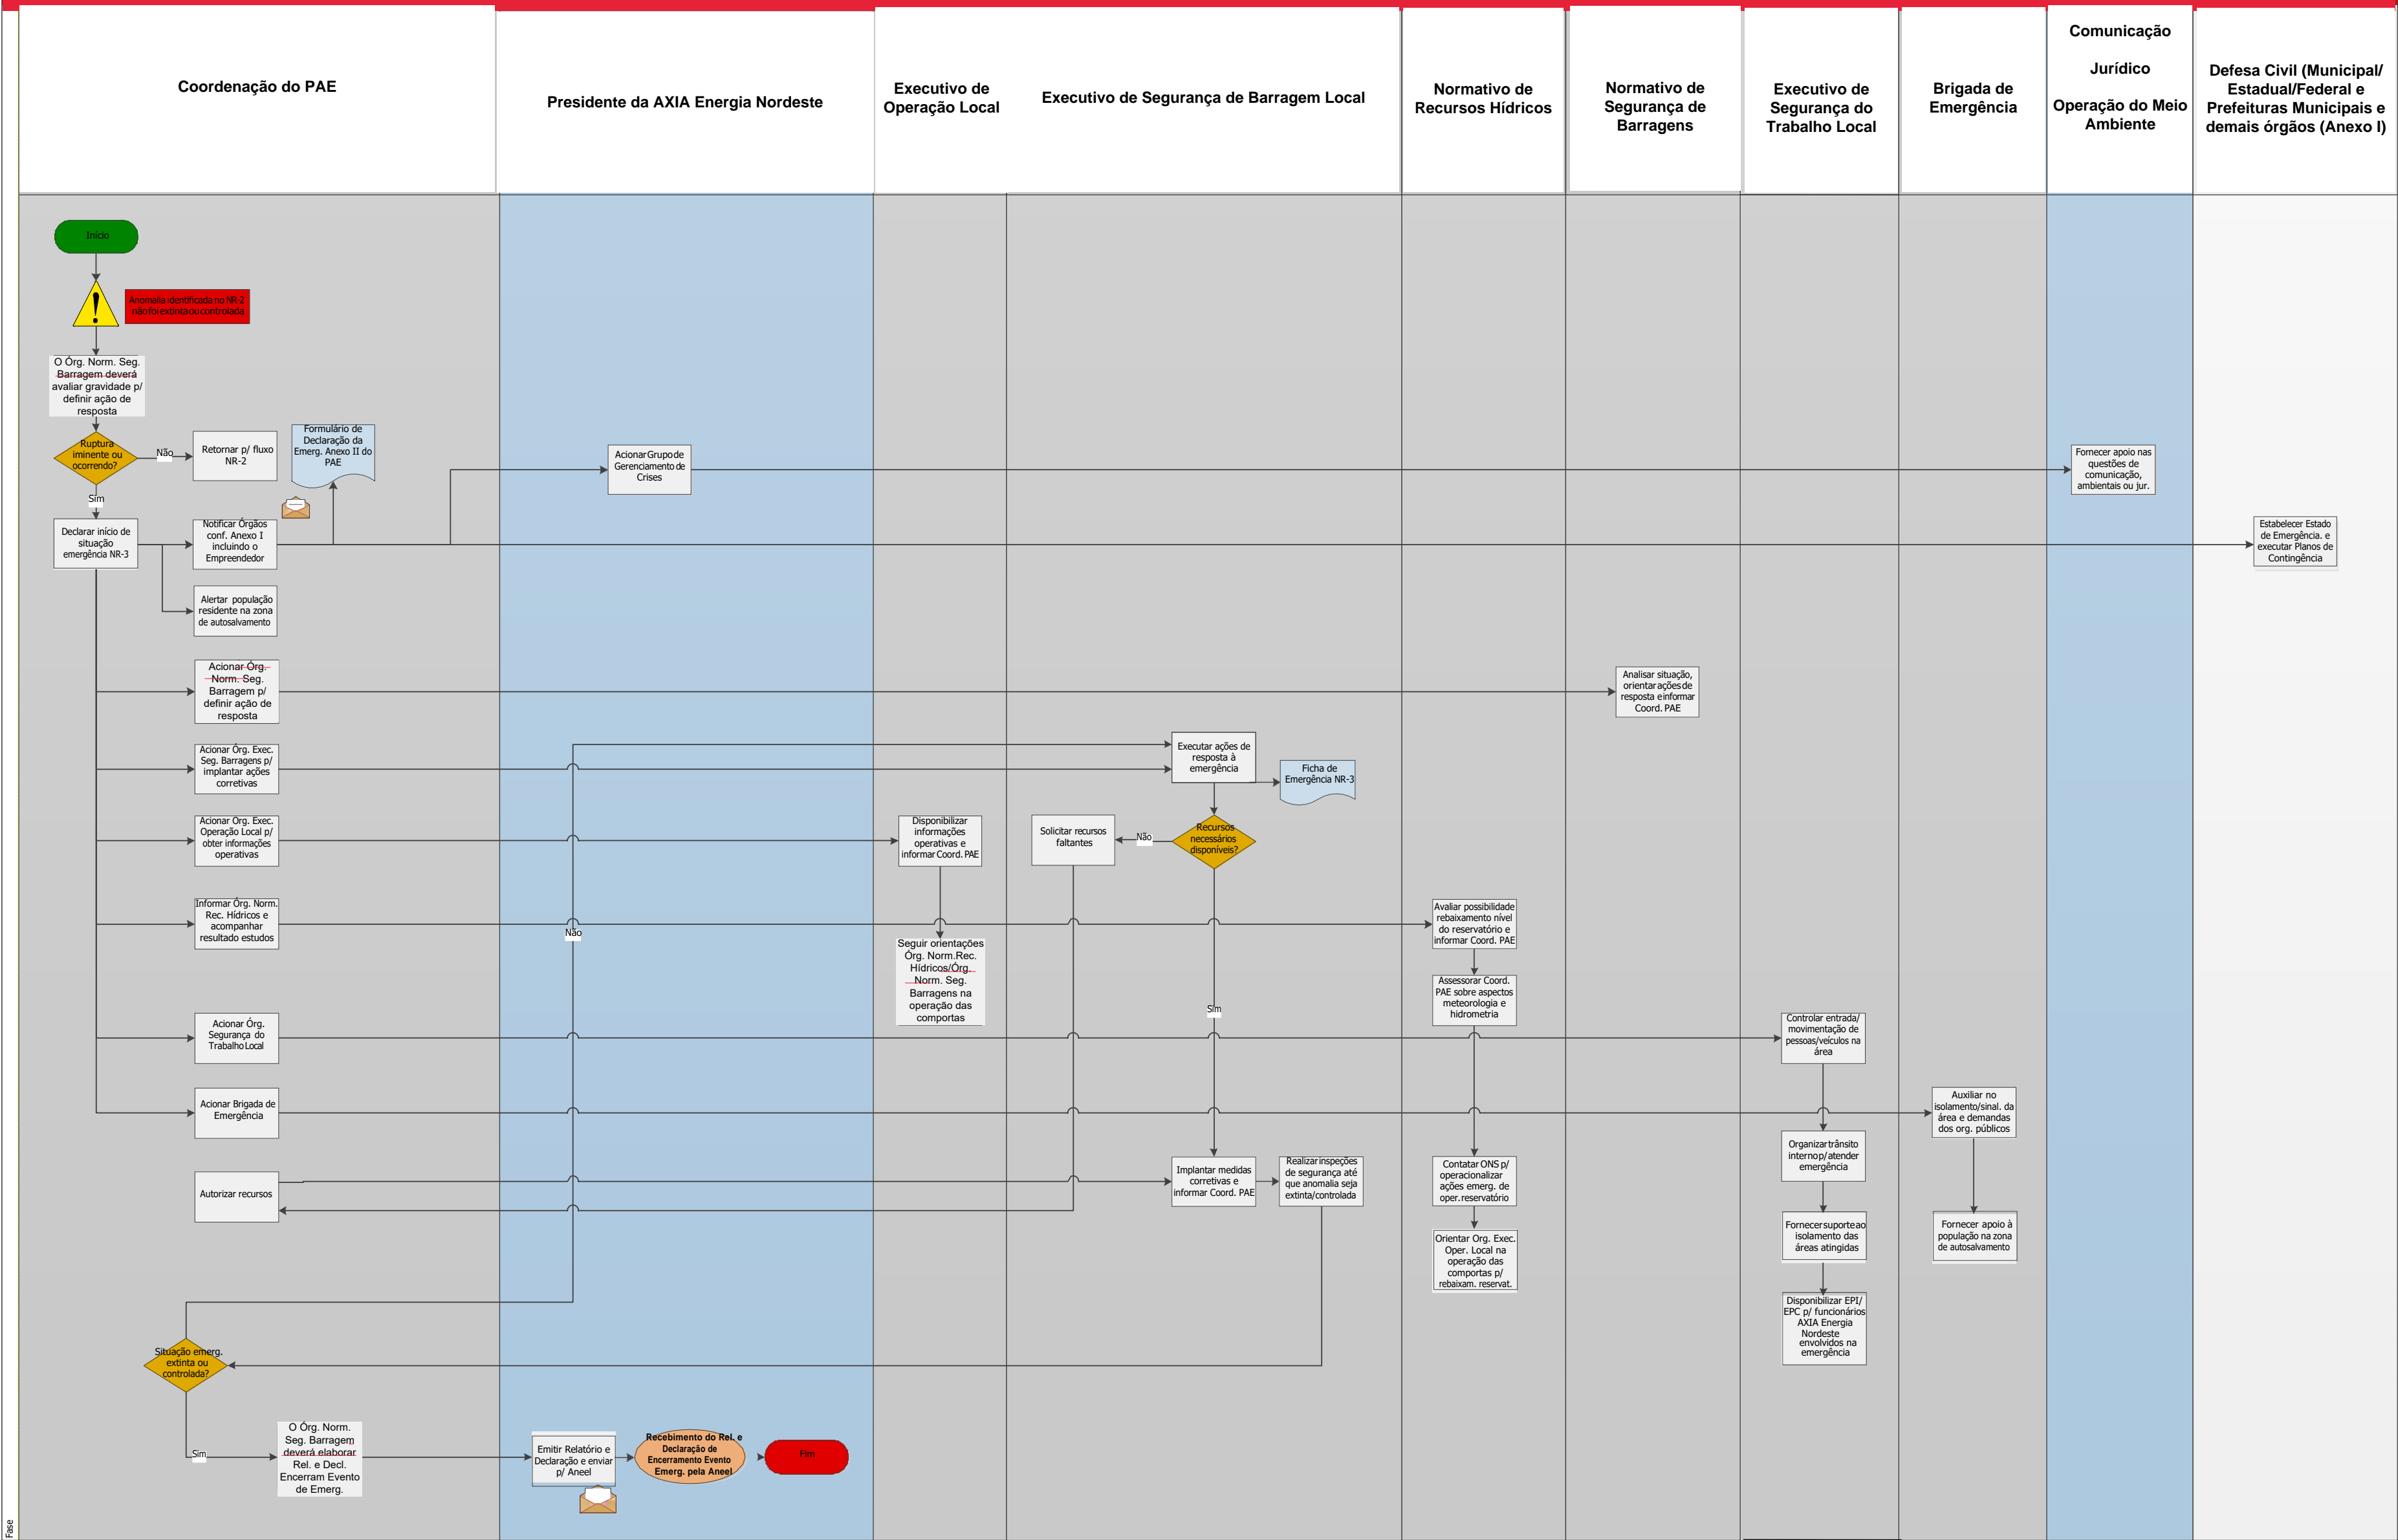 Coordenação do PAE
Presidente da AXIA Energia Nordeste
Executivo de
Operação Local
Executivo de Segurança de Barragem Local
Normativo de
Recursos Hídricos
Normativo de
Segurança de
Barragens
Executivo de
Segurança do
Trabalho Local
Brigada de
Emergência
Comunicação
Jurídico
Operação do Meio
Ambiente
Defesa Civil (Municipal/
Estadual/Federal e
Prefeituras Municipais e
demais órgãos (Anexo I)
Início
Anomalia identificada no NR-2
não foi extinta ou controlada
O Órg. Norm. Seg.
Barragem deverá
avaliar gravidade p/
definir ação de
resposta
Ruptura
iminente ou
ocorrendo?
Não
Retornar p/ fluxo
NR-2
Formulário de
Declaração da
Emerg. Anexo II do
PAE
Acionar Grupo de
Gerenciamento de
Crises
Fornecer apoio nas
questões de
comunicação,
ambientais ou jur.
Sim
Declarar início de
situação
emergência NR-3
Notificar Órgãos
conf. Anexo I
incluindo o
Empreendedor
Estabelecer Estado
de Emergência. e
executar Planos de
Contingência
Alertar população
residente na zona
de autosalvamento
Acionar Órg.
Norm. Seg.
Barragem p/
definir ação de
resposta
Analisar situação,
orientar ações de
resposta e informar
Coord. PAE
Acionar Órg. Exec.
Seg. Barragens p/
implantar ações
corretivas
Executar ações de
resposta à
emergência
Ficha de
Emergência NR-3
Acionar Org. Exec.
Operação Local p/
obter informações
operativas
Disponibilizar
informações
operativas e
informar Coord. PAE
Solicitar recursos
faltantes
Não
Recursos
necessários
disponíveis?
Informar Órg. Norm.
Rec. Hídricos e
acompanhar
resultado estudos
Não
Seguir orientações
Órg. Norm.Rec.
Hídricos/Órg.
Norm. Seg.
Barragens na
operação das
comportas
Avaliar possibilidade
rebaixamento nível
do reservatório e
informar Coord. PAE
Assessorar Coord.
PAE sobre aspectos
meteorologia e
hidrometria
Sim
Acionar Órg.
Segurança do
Trabalho Local
Controlar entrada/
movimentação de
pessoas/veículos na
área
Acionar Brigada de
Emergência
Auxiliar no
isolamento/sinal. da
área e demandas
dos org. públicos
Organizar trânsito
interno p/ atender
emergência
Autorizar recursos
Implantar medidas
corretivas e
informar Coord. PAE
Realizar inspeções
de segurança até
que anomalia seja
extinta/controlada
Contatar ONS p/
operacionalizar
ações emerg. de
oper. reservatório
Fornecer suporte ao
isolamento das
áreas atingidas
Fornecer apoio à
população na zona
de autosalvamento
Orientar Org. Exec.
Oper. Local na
operação das
comportas p/
rebaixam. reservat.
Disponibilizar EPI/
EPC p/ funcionários
AXIA Energia
Nordeste
envolvidos na
emergência
Situação emerg.
extinta ou
controlada?
Sim
O Órg. Norm.
Seg. Barragem
deverá elaborar
Rel. e Decl.
Encerram Evento
de Emerg.
Emitir Relatório e
Declaração e enviar
p/ Aneel
Recebimento do Rel. e
Declaração de
Encerramento Evento
Emerg. pela Aneel
Fim
Fase